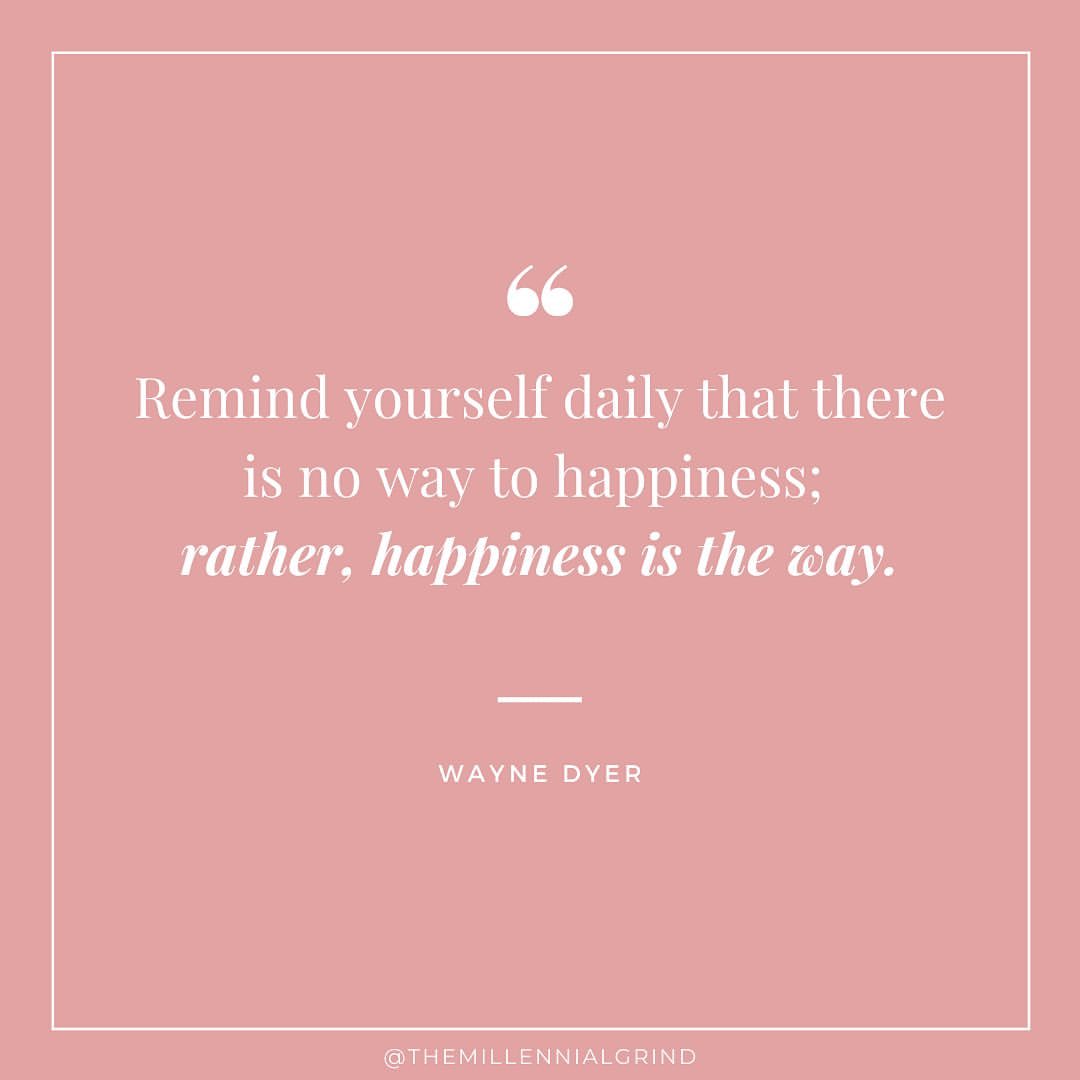 “
Remind yourself daily that there
is no way to happiness;
rather, happiness is the way.
WAYNE DYER
@THEMILLENNIALGRIND